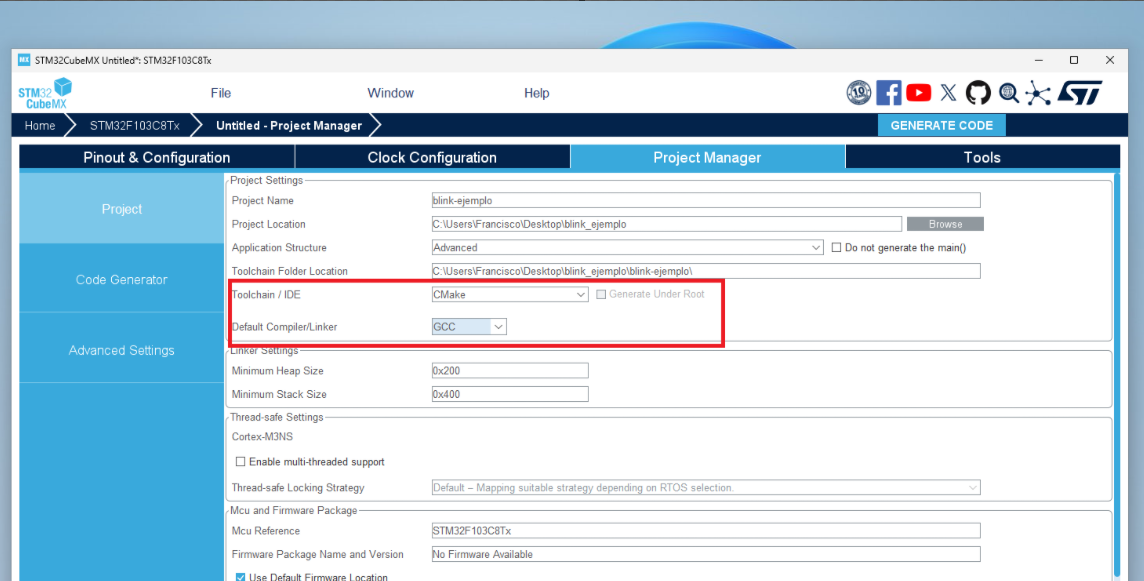 MX STM32CubeMX Untitled*: STM32F103C8Tx
STM32
CubeMX
File Window Help
10
Home STM32F103C8Tx Untitled - Project Manager GENERATE CODE
Pinout & Configuration Clock Configuration Project Manager Tools
Project
Code Generator
Advanced Settings
Project Settings
Project Name blink-ejemplo
Project Location C:\Users\Francisco\Desktop\blink_ejemplo Browse
Application Structure Advanced Do not generate the main()
Toolchain Folder Location C:\Users\Francisco\Desktop\blink_ejemplo\blink-ejemplo\
Toolchain / IDE CMake Generate Under Root
Default Compiler/Linker GCC
Linker Settings
Minimum Heap Size 0x200
Minimum Stack Size 0x400
Thread-safe Settings
Cortex-M3NS
Enable multi-threaded support
Thread-safe Locking Strategy Default – Mapping suitable strategy depending on RTOS selection.
Mcu and Firmware Package
Mcu Reference STM32F103C8Tx
Firmware Package Name and Version No Firmware Available
Use Default Firmware Location